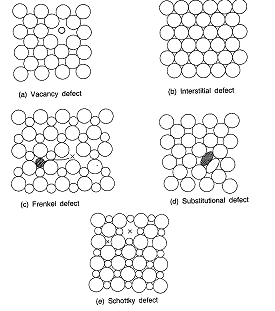 (a) Vacancy defect
(b) Interstitial defect
(c) Frenkel defect
(d) Substitutional defect
(e) Schottky defect